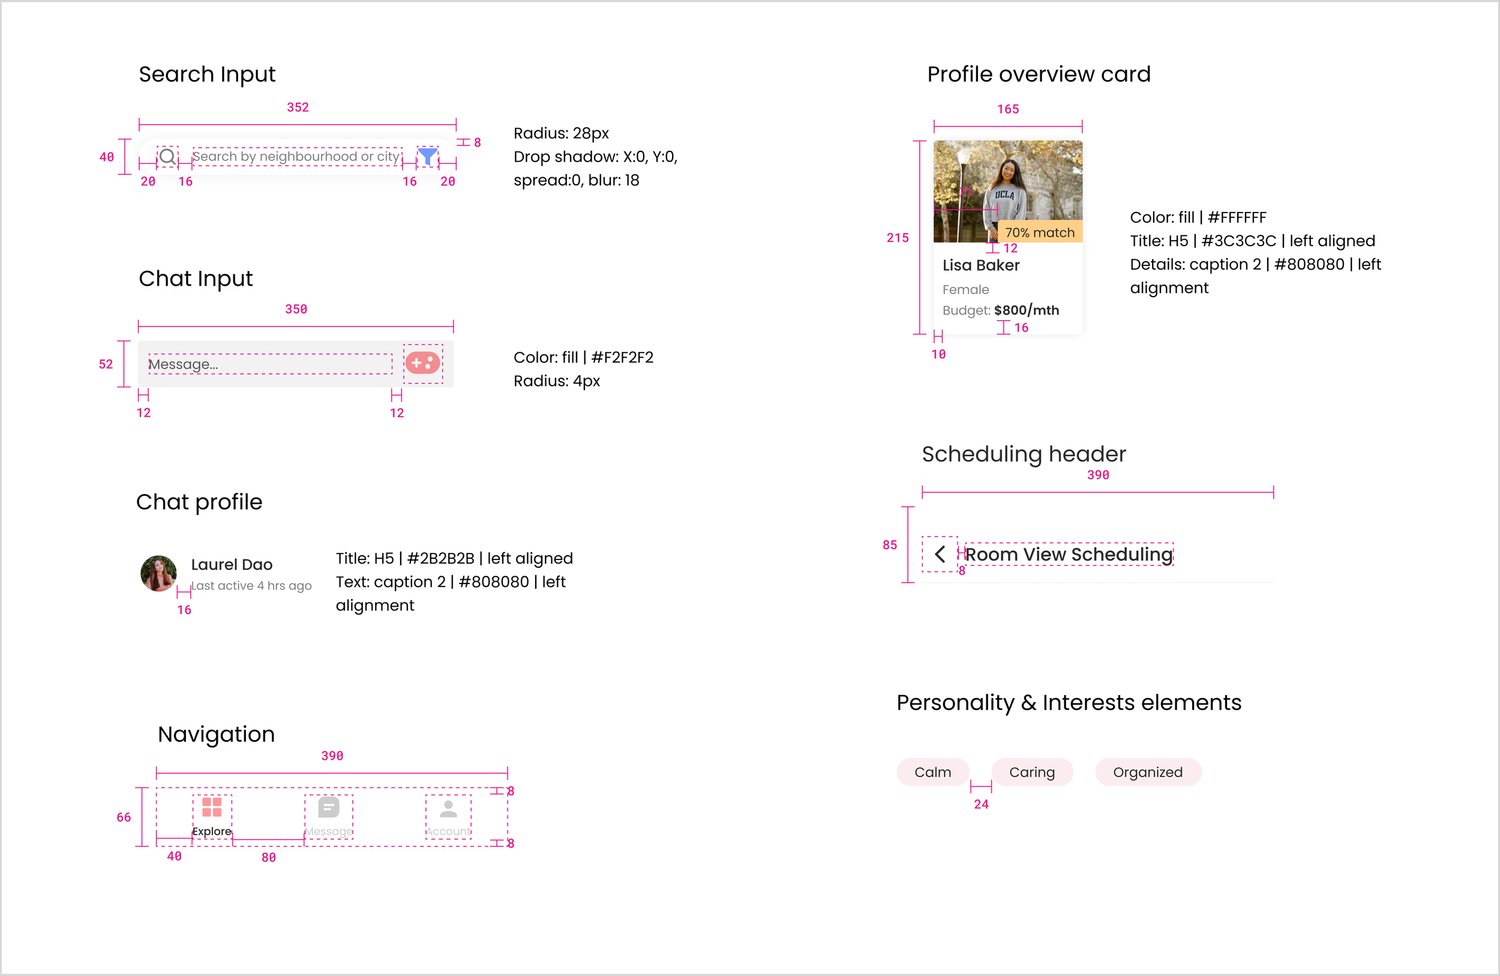 Search Input
352
40
8
Search by neighbourhood or city
20
16
16
20
Radius: 28px
Drop shadow: X:0, Y:0,
spread:0, blur: 18
Chat Input
350
52
Message...
12
12
Color: fill | #F2F2F2
Radius: 4px
Chat profile
Laurel Dao
Last active 4 hrs ago
16
Title: H5 | #2B2B2B | left aligned
Text: caption 2 | #808080 | left
alignment
Navigation
390
66
8
Explore
Message
Account
8
40
80
Profile overview card
165
215
UCLA
70% match
12
Lisa Baker
Female
Budget: $800/mth
16
10
Color: fill | #FFFFFF
Title: H5 | #3C3C3C | left aligned
Details: caption 2 | #808080 | left
alignment
Scheduling header
390
85
Room View Scheduling
8
Personality & Interests elements
Calm
Caring
Organized
24